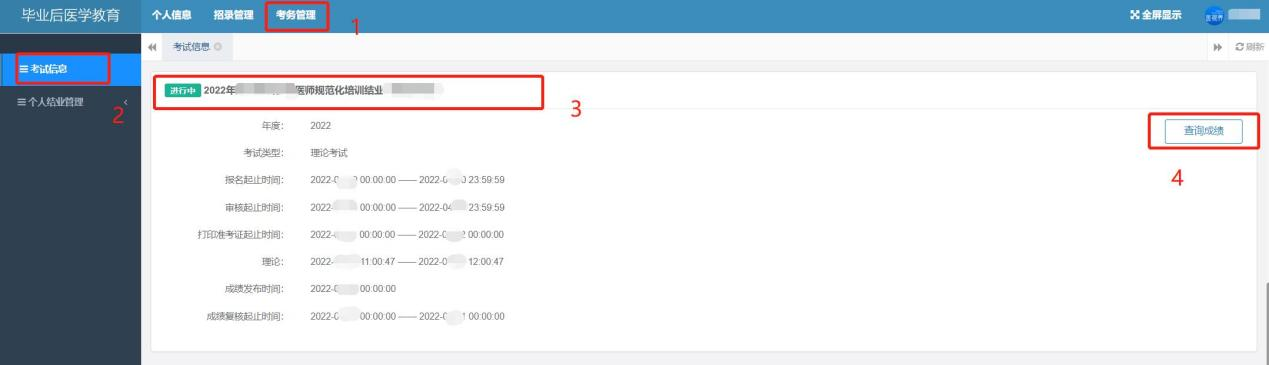 毕业后医学教育 个人信息 招录管理 考务管理 1 全屏显示
考试信息 刷新
考试信息
个人结业管理 2
进行中 2022年 医师规范化培训结业
3
年度: 2022
查询成绩
考试类型: 理论考试
4
报名起止时间: 2022-0 00:00:00 —— 2022-0 0 23:59:59
审核起止时间: 2022- 00:00:00 —— 2022-04 23:59:59
打印准考证起止时间: 2022-0 00:00:00 —— 2022-0 2 00:00:00
理论: 2022- 11:00:47 —— 2022-0 12:00:47
成绩发布时间: 2022-0 00:00:00
成绩复核起止时间: 2022-0 00:00:00 —— 2022-0 1 00:00:00